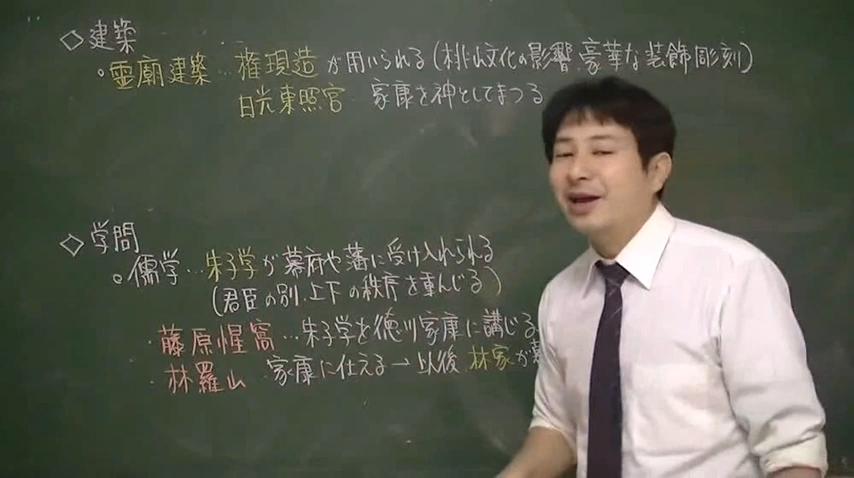 ◇建築
・霊廟建築…権現造が用いられる(桃山文化の影響、豪華な装飾彫刻)
日光東照宮 家康を神としてまつる
◇学問
○儒学…朱子学が幕府や藩に受け入れられる
(君臣の別、上下の秩序を重んじる)
・藤原惺窩…朱子学を徳川家康に講じる
・林羅山 家康に仕える→以後、林家が